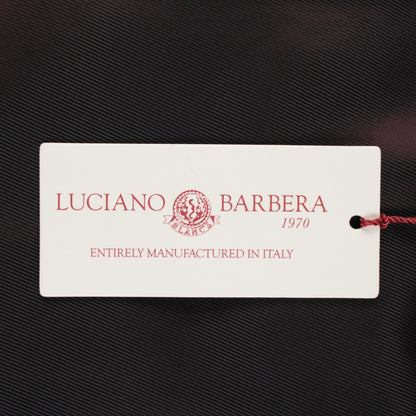 LUCIANO BARBERA
1970
ENTIRELY MANUFACTURED IN ITALY